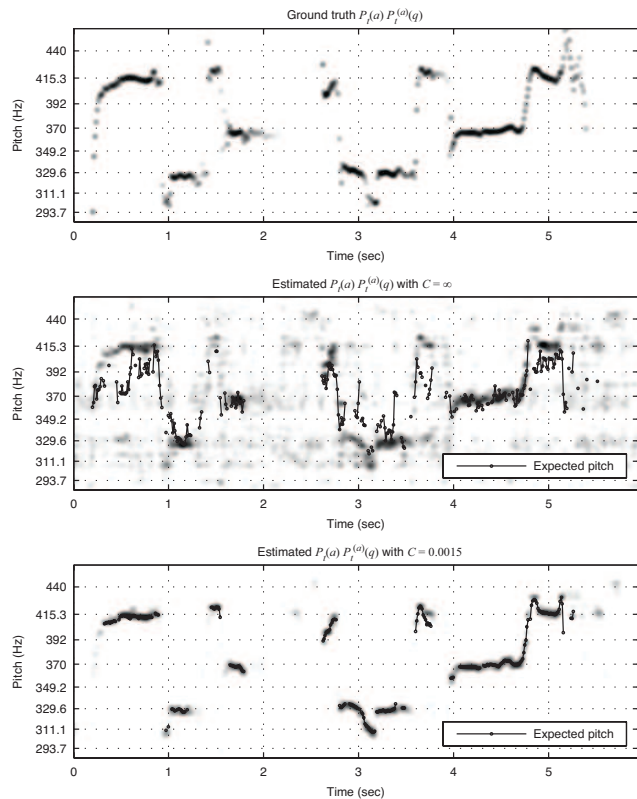 Ground truth P_t(a) P_t^(a)(q)
440
415.3
392
370
349.2
329.6
311.1
293.7
Pitch (Hz)
0 1 2 3 4 5
Time (sec)
Estimated P_t(a) P_t^(a)(q) with C = ∞
440
415.3
392
370
349.2
329.6
311.1
293.7
Pitch (Hz)
Expected pitch
0 1 2 3 4 5
Time (sec)
Estimated P_t(a) P_t^(a)(q) with C = 0.0015
440
415.3
392
370
349.2
329.6
311.1
293.7
Pitch (Hz)
Expected pitch
0 1 2 3 4 5
Time (sec)